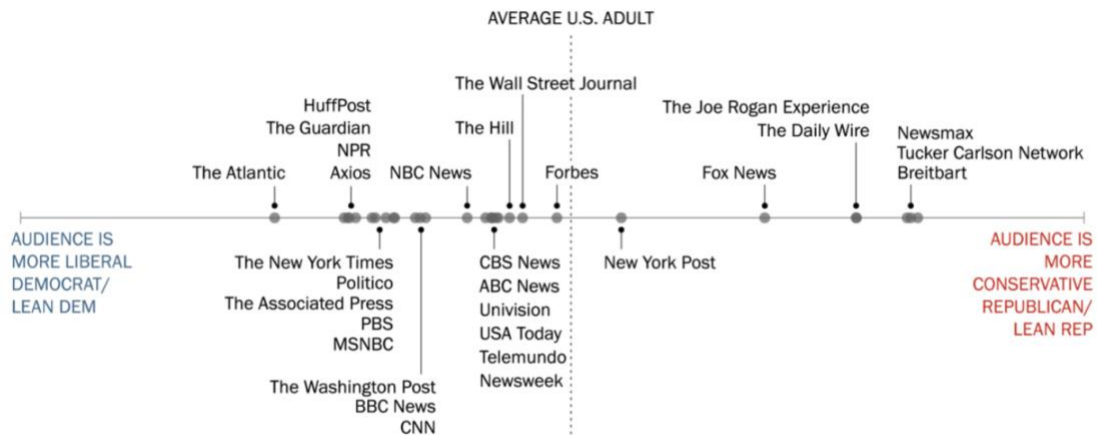 AVERAGE U.S. ADULT
The Wall Street Journal
HuffPost
The Guardian
NPR
Axios
The Hill
The Joe Rogan Experience
The Daily Wire
Newsmax
Tucker Carlson Network
Breitbart
The Atlantic
NBC News
Forbes
Fox News
AUDIENCE IS
MORE LIBERAL
DEMOCRAT/
LEAN DEM
The New York Times
Politico
The Associated Press
PBS
MSNBC
The Washington Post
BBC News
CNN
CBS News
ABC News
Univision
USA Today
Telemundo
Newsweek
New York Post
AUDIENCE IS
MORE
CONSERVATIVE
REPUBLICAN/
LEAN REP